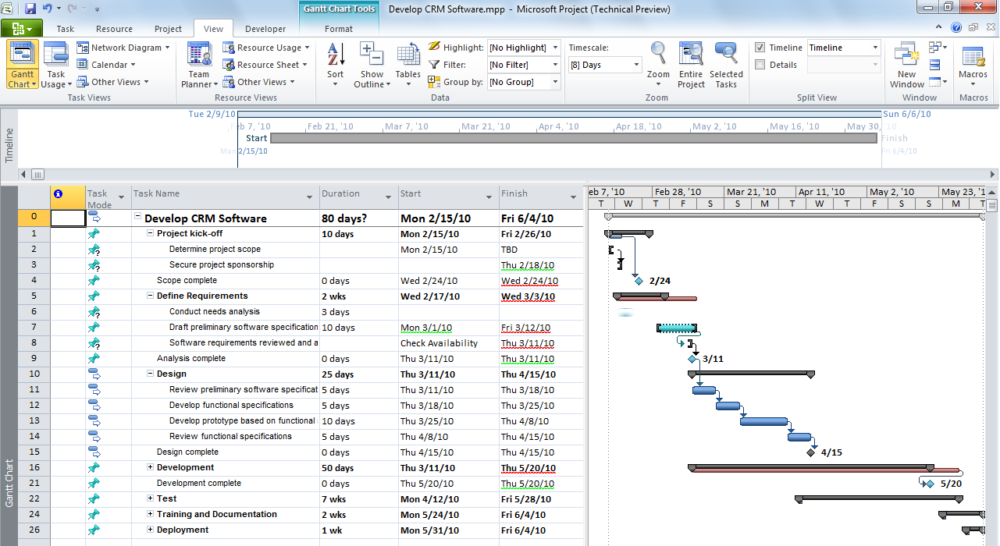 Gantt Chart Tools Develop CRM Software.mpp - Microsoft Project (Technical Preview)
Task Resource Project View Developer Format
Gantt Chart
Task Usage
Network Diagram
Calendar
Other Views
Task Views
Team Planner
Resource Usage
Resource Sheet
Other Views
Resource Views
Sort
Show Outline
Tables
Highlight: [No Highlight]
Filter: [No Filter]
Group by: [No Group]
Data
Timescale:
[8] Days
Zoom
Entire Project
Selected Tasks
Zoom
Timeline Timeline
Details
Split View
New Window
Window
Macros
Macros
Timeline
Tue 2/9/10 Sun 6/6/10
eb 7, '10 Feb 21, '10 Mar 7, '10 Mar 21, '10 Apr 4, '10 Apr 18, '10 May 2, '10 May 16, '10 May 30, '10
Start Finish
Mon 2/15/10 Fri 6/4/10
Task Mode Task Name Duration Start Finish
eb 7, '10 Feb 28, '10 Mar 21, '10 Apr 11, '10 May 2, '10 May 23, '1
T W F S S M T W T F S S M T
0 Develop CRM Software 80 days? Mon 2/15/10 Fri 6/4/10
1 Project kick-off 10 days Mon 2/15/10 Fri 2/26/10
2 Determine project scope Mon 2/15/10 TBD
3 Secure project sponsorship Thu 2/18/10
4 Scope complete 0 days Wed 2/24/10 Wed 2/24/10 2/24
5 Define Requirements 2 wks Wed 2/17/10 Wed 3/3/10
6 Conduct needs analysis 3 days
7 Draft preliminary software specification 10 days Mon 3/1/10 Fri 3/12/10
8 Software requirements reviewed and a Check Availability Thu 3/11/10
9 Analysis complete 0 days Thu 3/11/10 Thu 3/11/10 3/11
10 Design 25 days Thu 3/11/10 Thu 4/15/10
11 Review preliminary software specificat 5 days Thu 3/11/10 Thu 3/18/10
12 Develop functional specifications 5 days Thu 3/18/10 Thu 3/25/10
13 Develop prototype based on functional 10 days Thu 3/25/10 Thu 4/8/10
14 Review functional specifications 5 days Thu 4/8/10 Thu 4/15/10
15 Design complete 0 days Thu 4/15/10 Thu 4/15/10 4/15
16 Development 50 days Thu 3/11/10 Thu 5/20/10
21 Development complete 0 days Thu 5/20/10 Thu 5/20/10 5/20
22 Test 7 wks Mon 4/12/10 Fri 5/28/10
24 Training and Documentation 2 wks Mon 5/24/10 Fri 6/4/10
26 Deployment 1 wk Mon 5/31/10 Fri 6/4/10
Gantt Chart